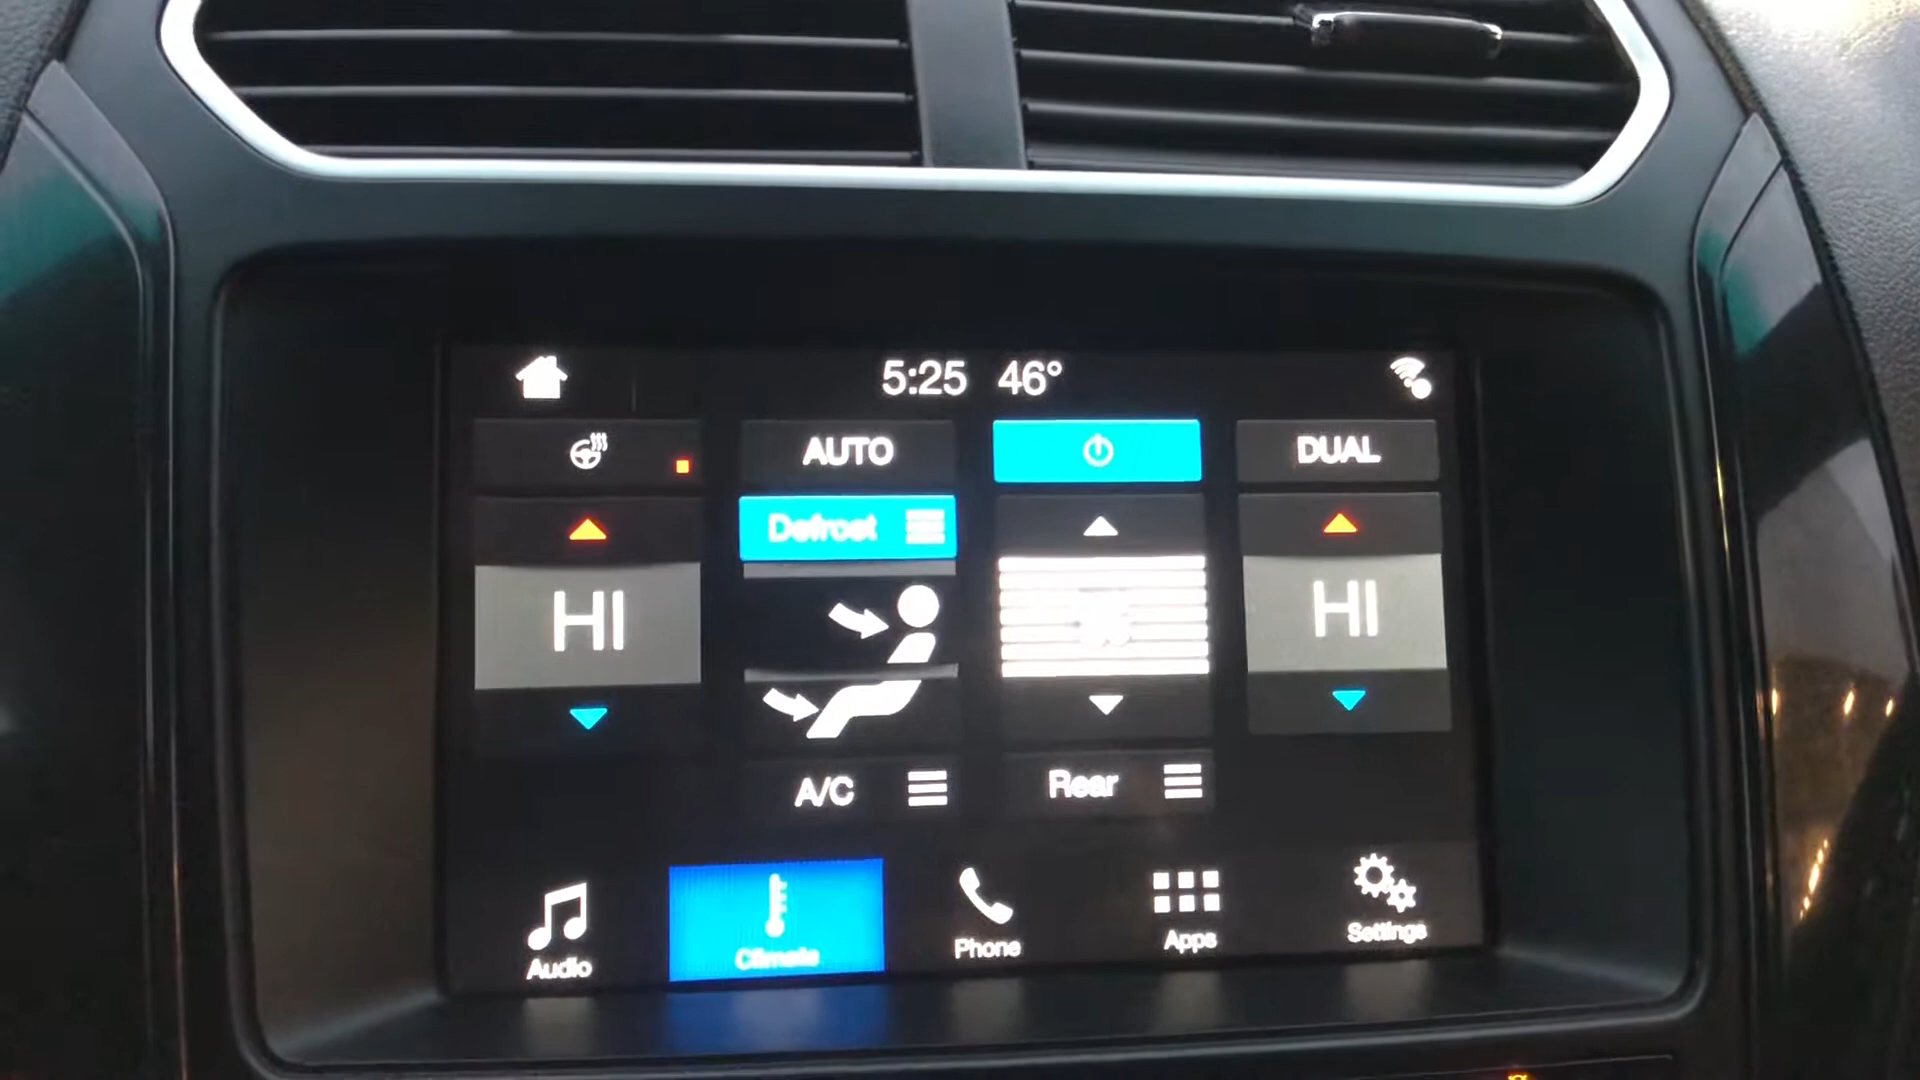 5:25 46°
AUTO
DUAL
Defrost
HI
HI
A/C
Rear
Audio
Climate
Phone
Apps
Settings